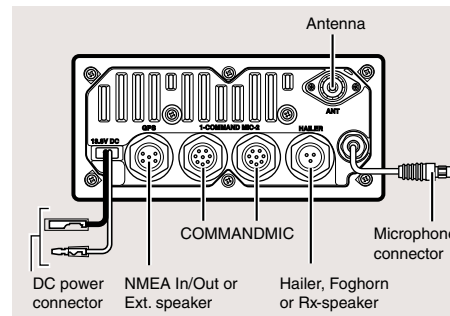 Antenna
ANT
GPS
1-COMMAND MIC-2
HAILER
13.8V DC
COMMANDMIC
Microphone
connector
DC power
connector
NMEA In/Out or
Ext. speaker
Hailer, Foghorn
or Rx-speaker